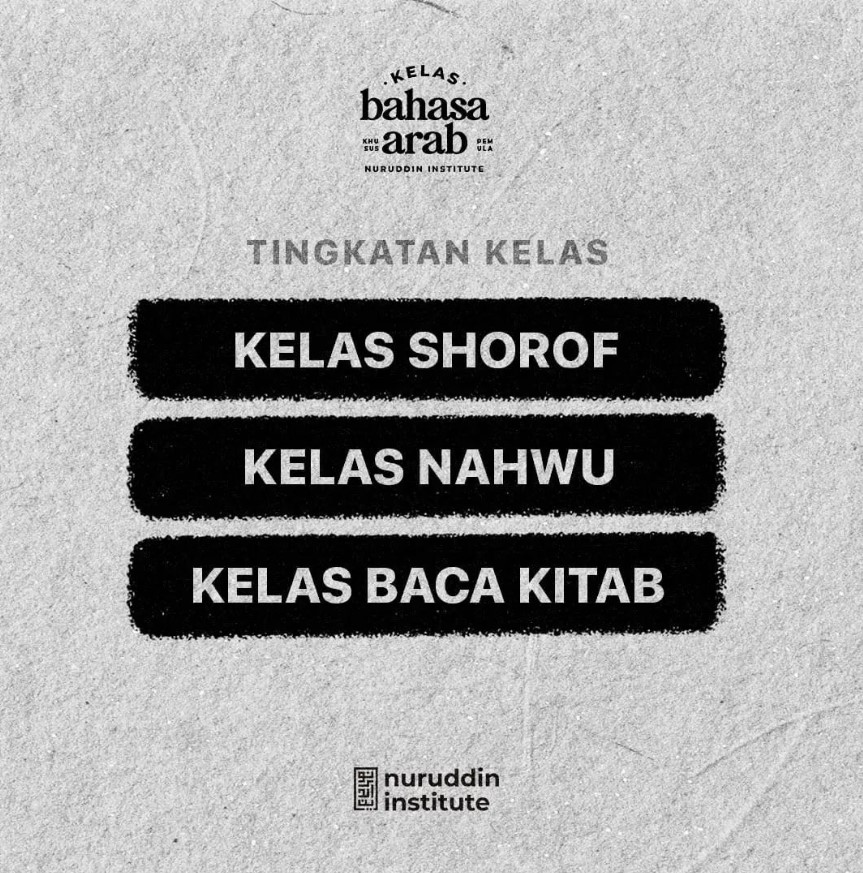 · KELAS ·
bahasa
KHU SUS arab PEM ULA
NURUDDIN INSTITUTE
TINGKATAN KELAS
KELAS SHOROF
KELAS NAHWU
KELAS BACA KITAB
nuruddin
institute